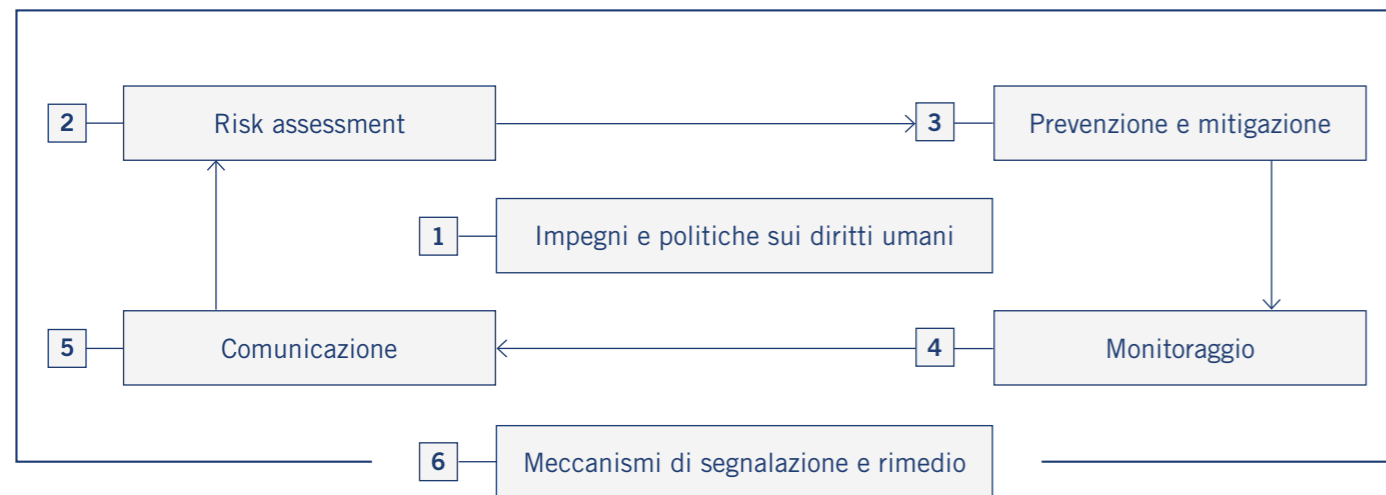 2
Risk assessment
3
Prevenzione e mitigazione
1
Impegni e politiche sui diritti umani
5
Comunicazione
4
Monitoraggio
6
Meccanismi di segnalazione e rimedio